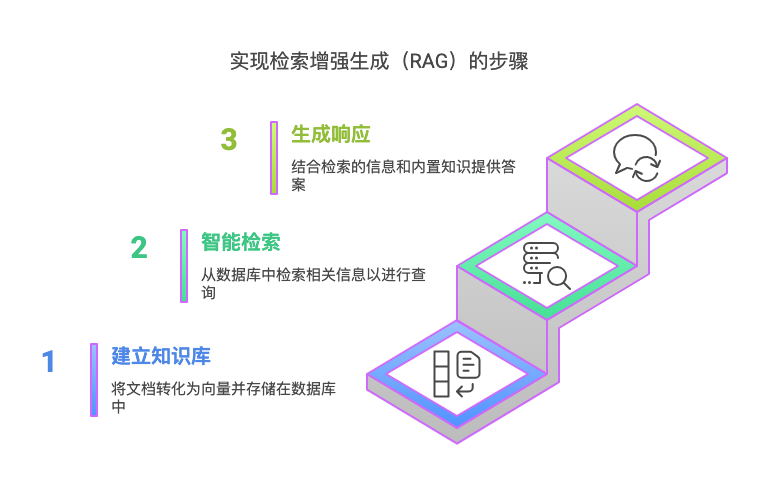 实现检索增强生成（RAG）的步骤
3
生成响应
结合检索的信息和内置知识提供答
案
2
智能检索
从数据库中检索相关信息以进行查
询
1
建立知识库
将文档转化为向量并存储在数据库
中